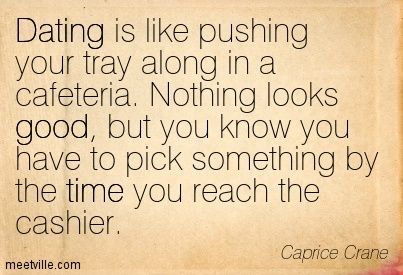 Dating is like pushing
your tray along in a
cafeteria. Nothing looks
good, but you know you
have to pick something by
the time you reach the
cashier.
Caprice Crane
meetville.com